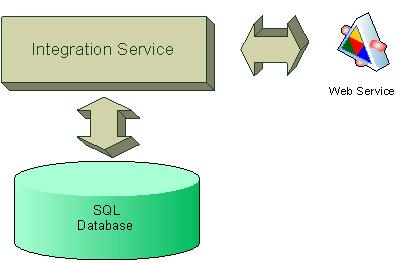 Integration Service
Web Service
SQL
Database